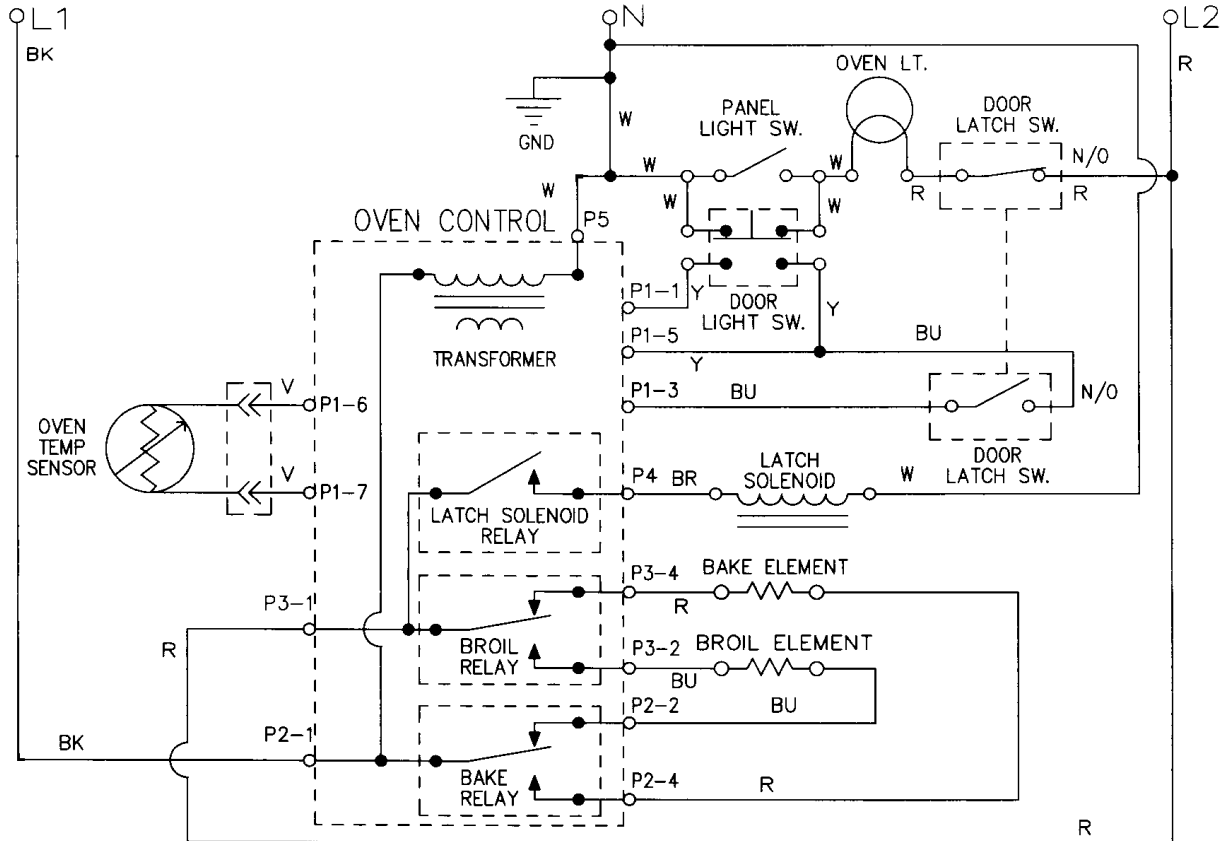 L1
N
L2
BK
R
OVEN LT.
PANEL
LIGHT SW.
DOOR
LATCH SW.
W
GND
N/O
W
W
W
R
R
W
W
W
OVEN CONTROL
P5
P1-1
Y
DOOR
LIGHT SW.
Y
TRANSFORMER
P1-5
Y
BU
V
P1-6
P1-3
BU
N/O
OVEN
TEMP
SENSOR
DOOR
LATCH SW.
V
P1-7
P4
BR
LATCH
SOLENOID
W
LATCH SOLENOID
RELAY
P3-4
BAKE ELEMENT
R
P3-1
R
BROIL
RELAY
P3-2
BROIL ELEMENT
BU
P2-2
BU
BK
P2-1
BAKE
RELAY
P2-4
R
R